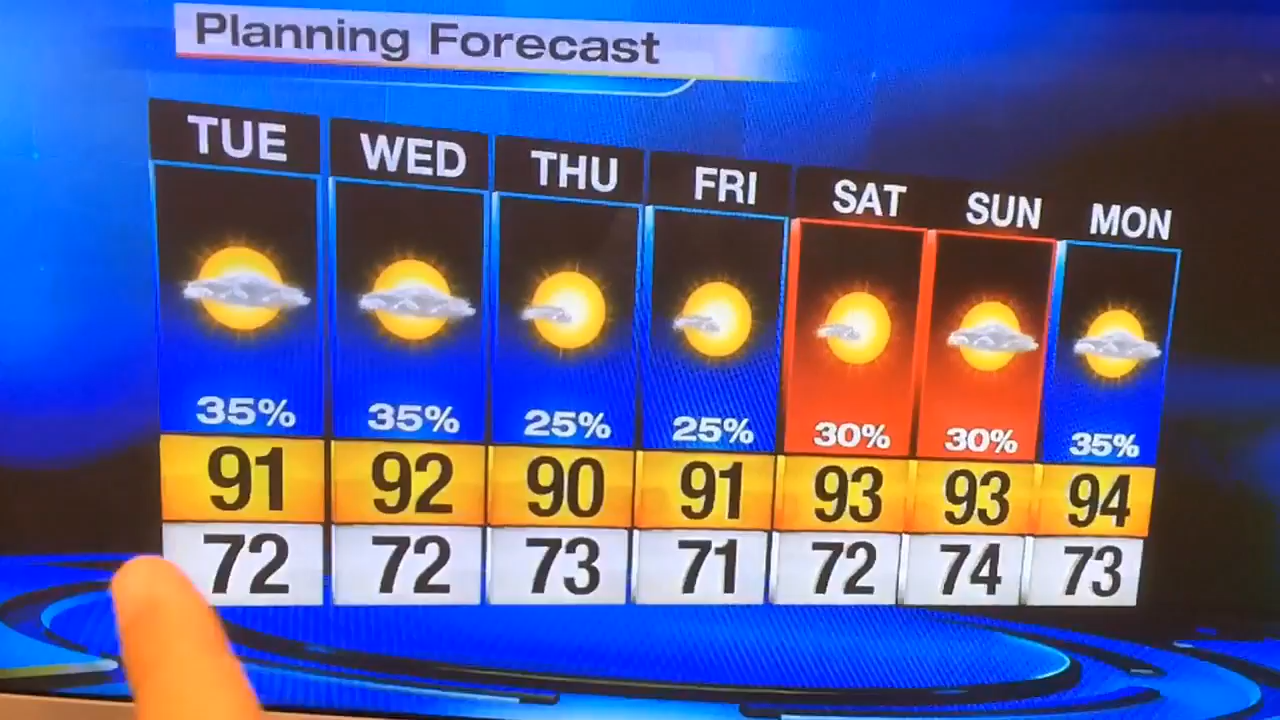 Planning Forecast
TUE WED THU FRI SAT SUN MON
35% 35% 25% 25% 30% 30% 35%
91 92 90 91 93 93 94
72 72 73 71 72 74 73